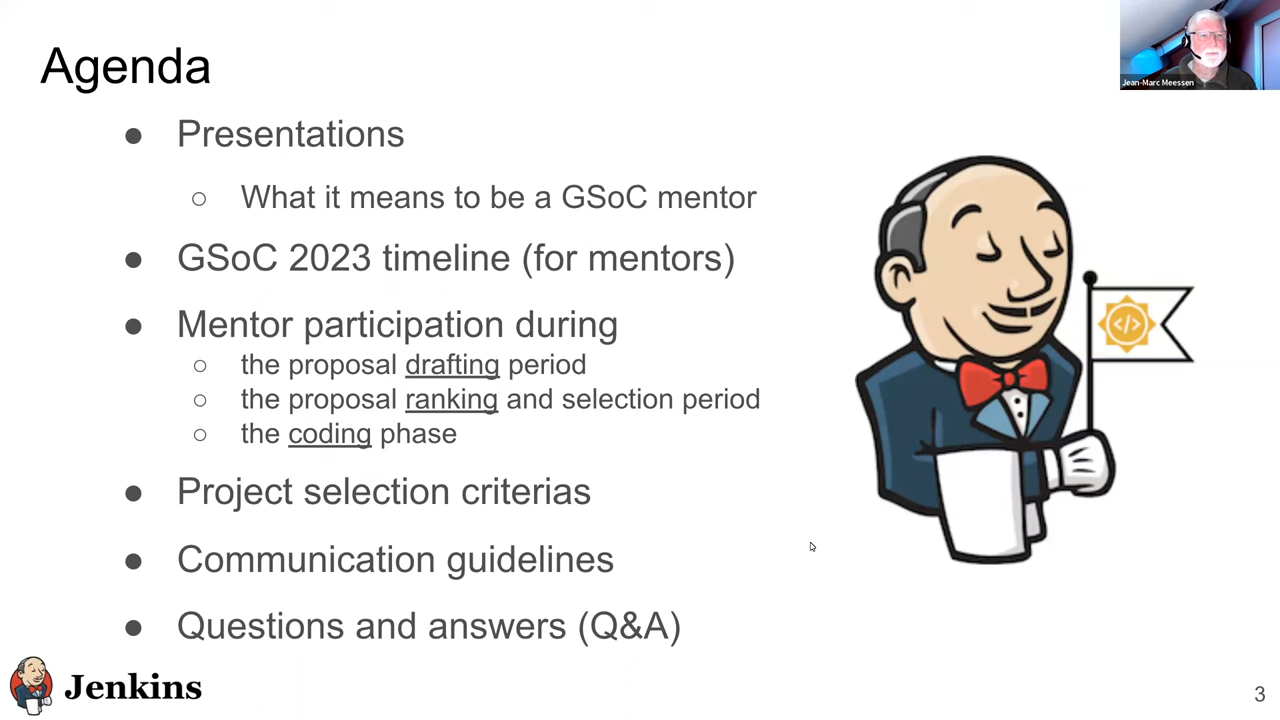 Agenda
Jean-Marc Meessen
● Presentations
○ What it means to be a GSoC mentor
● GSoC 2023 timeline (for mentors)
● Mentor participation during
○ the proposal drafting period
○ the proposal ranking and selection period
○ the coding phase
● Project selection criterias
● Communication guidelines
● Questions and answers (Q&A)
</>
Jenkins
3